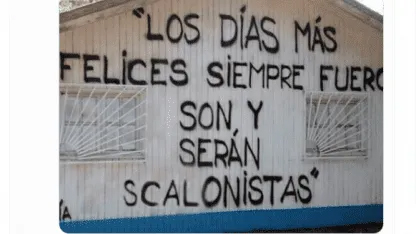 "LOS DÍAS MÁS
FELICES SIEMPRE FUERO
SON Y
SERÁN
SCALONISTAS"